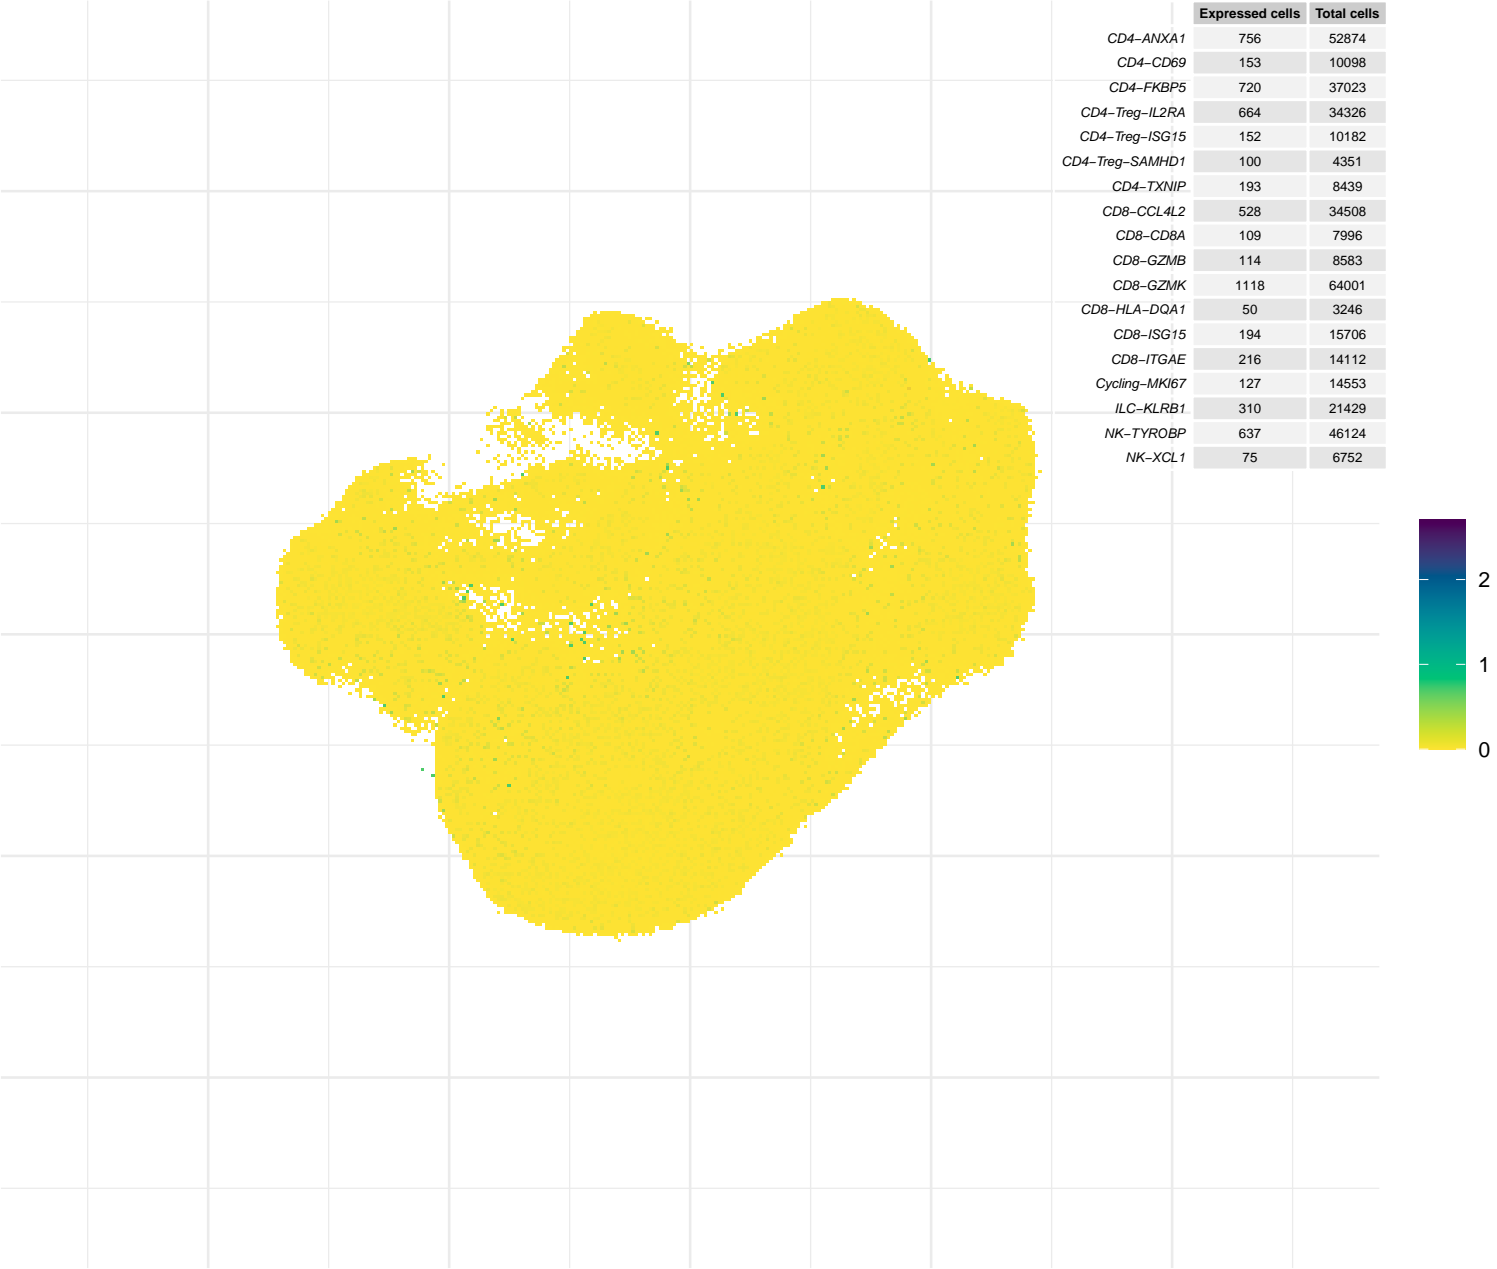 Expressed cells Total cells
CD4−ANXA1 756 52874
CD4−CD69 153 10098
CD4−FKBP5 720 37023
CD4−Treg−IL2RA 664 34326
CD4−Treg−ISG15 152 10182
CD4−Treg−SAMHD1 100 4351
CD4−TXNIP 193 8439
CD8−CCL4L2 528 34508
CD8−CD8A 109 7996
CD8−GZMB 114 8583
CD8−GZMK 1118 64001
CD8−HLA−DQA1 50 3246
CD8−ISG15 194 15706
CD8−ITGAE 216 14112
Cycling−MKI67 127 14553
ILC−KLRB1 310 21429
NK−TYROBP 637 46124
NK−XCL1 75 6752
2
1
0